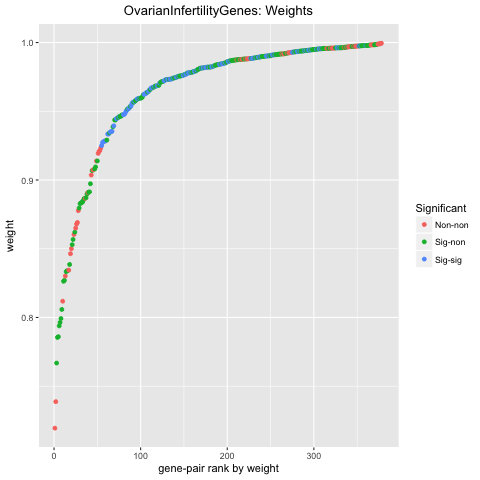 OvarianInfertilityGenes: Weights
1.0
0.9
0.8
weight
0
100
200
300
gene-pair rank by weight
Significant
Non-non
Sig-non
Sig-sig